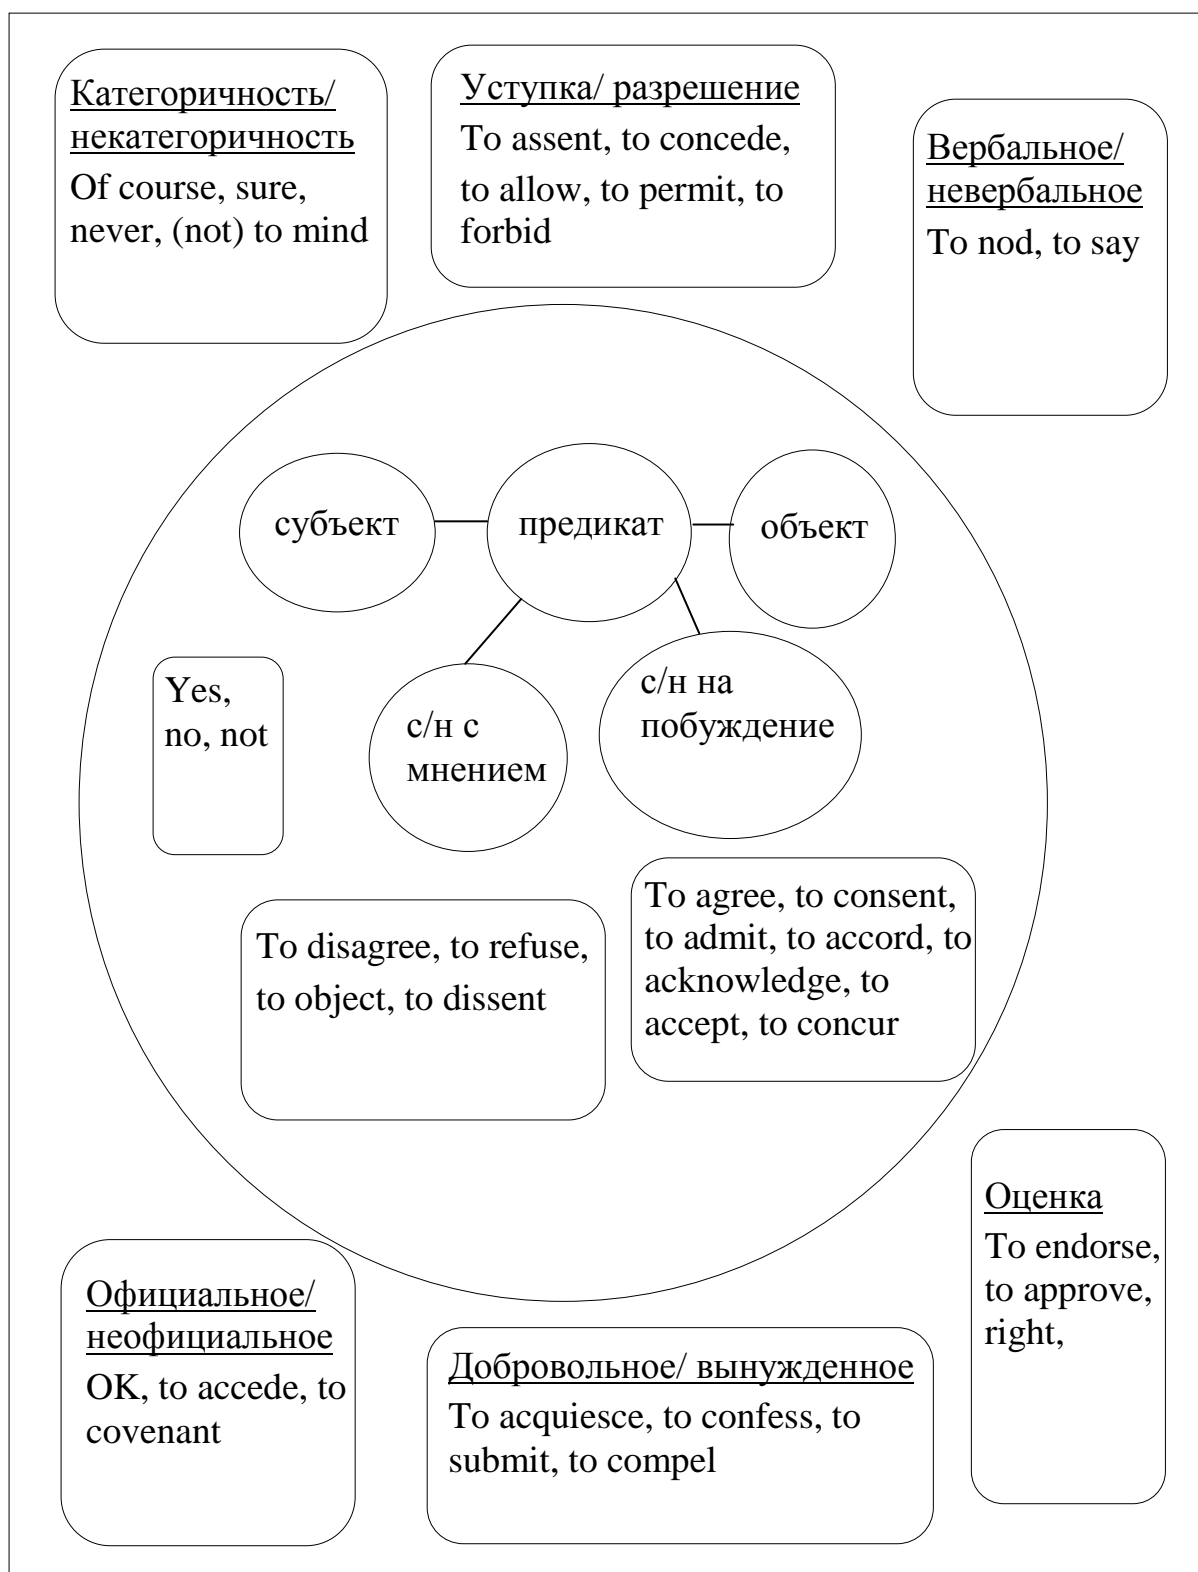 Категоричность/
некатегоричность
Of course, sure,
never, (not) to mind
Уступка/ разрешение
To assent, to concede,
to allow, to permit, to
forbid
Вербальное/
невербальное
To nod, to say
субъект
предикат
объект
с/н с
мнением
с/н на
побуждение
Yes,
no, not
To disagree, to refuse,
to object, to dissent
To agree, to consent,
to admit, to accord, to
acknowledge, to
accept, to concur
Оценка
To endorse,
to approve,
right,
Официальное/
неофициальное
OK, to accede, to
covenant
Добровольное/ вынужденное
To acquiesce, to confess, to
submit, to compel